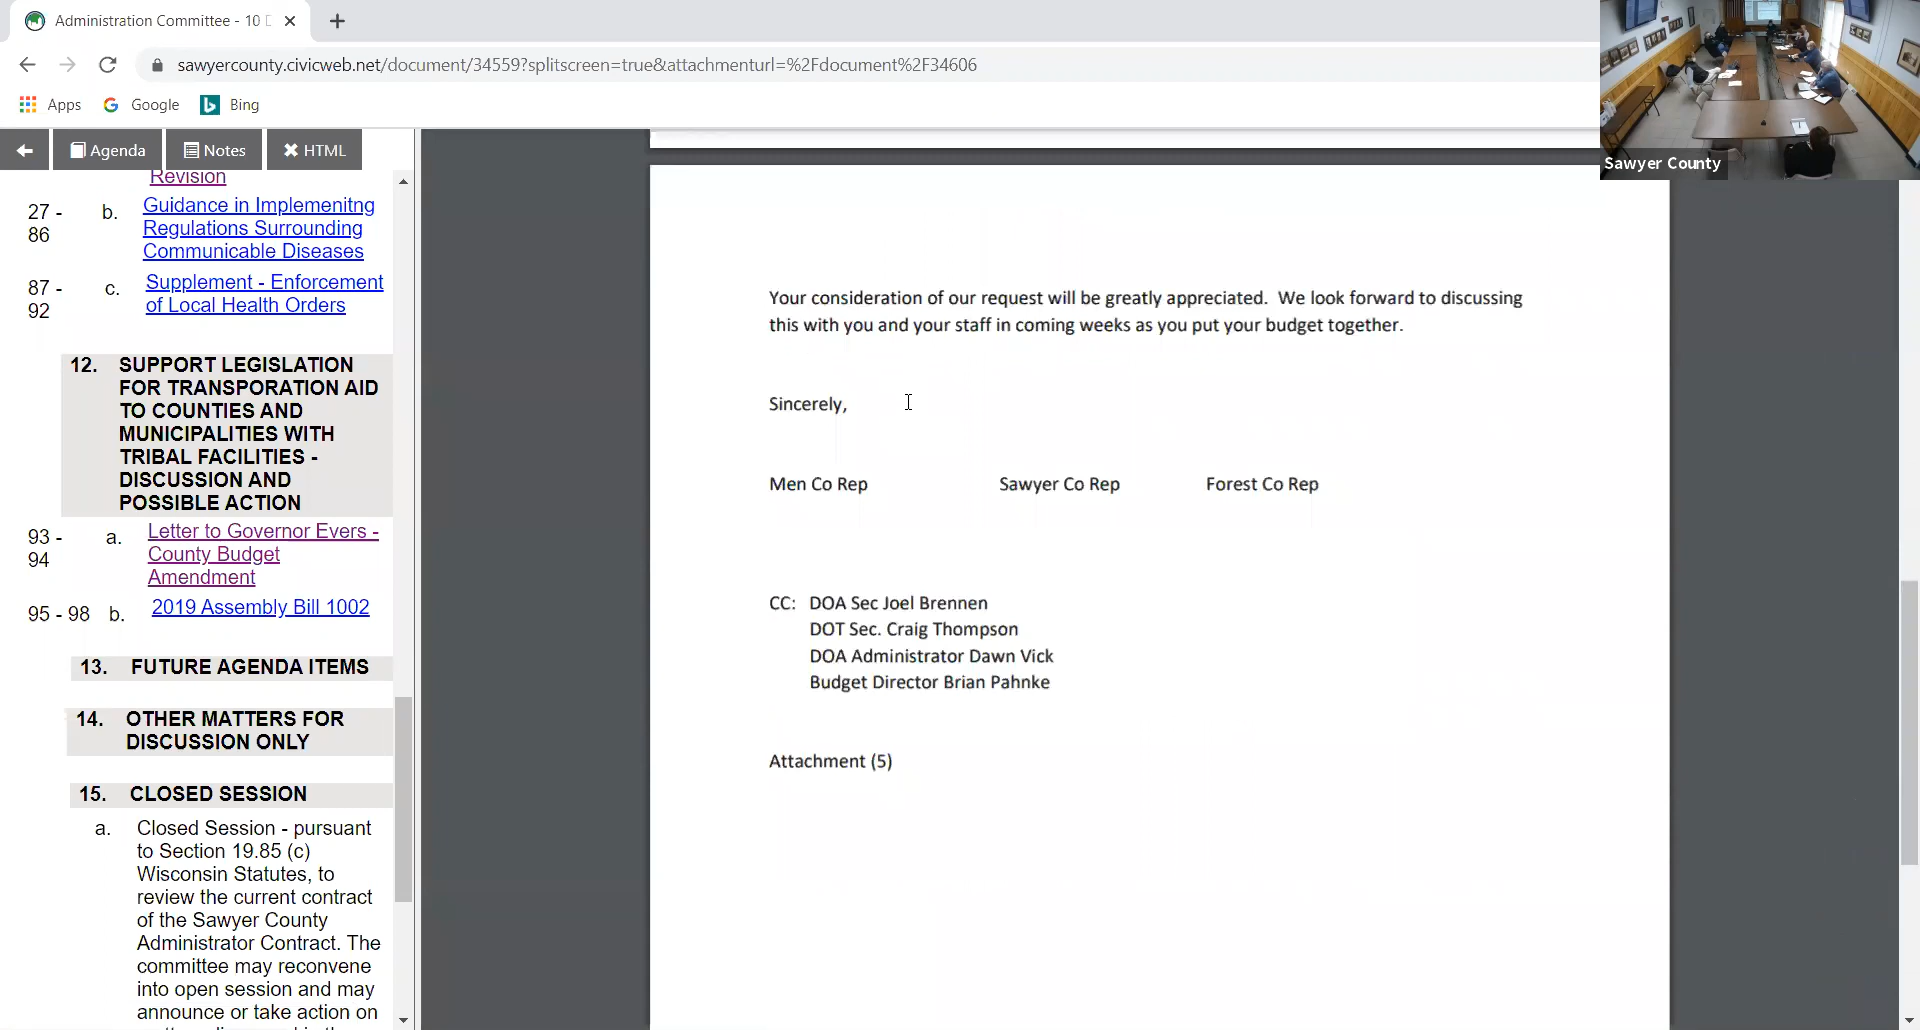 Administration Committee - 10 D
sawyercounty.civicweb.net/document/34559?splitscreen=true&attachmenturl=%2Fdocument%2F34606
Apps
Google
Bing
Agenda
Notes
HTML
Revision
27 -
86
b.
Guidance in Implemenitng
Regulations Surrounding
Communicable Diseases
87 -
92
c.
Supplement - Enforcement
of Local Health Orders
12. SUPPORT LEGISLATION
FOR TRANSPORATION AID
TO COUNTIES AND
MUNICIPALITIES WITH
TRIBAL FACILITIES -
DISCUSSION AND
POSSIBLE ACTION
93 -
94
a.
Letter to Governor Evers -
County Budget
Amendment
95 - 98 b. 2019 Assembly Bill 1002
13. FUTURE AGENDA ITEMS
14. OTHER MATTERS FOR
DISCUSSION ONLY
15. CLOSED SESSION
a. Closed Session - pursuant
to Section 19.85 (c)
Wisconsin Statutes, to
review the current contract
of the Sawyer County
Administrator Contract. The
committee may reconvene
into open session and may
announce or take action on
Your consideration of our request will be greatly appreciated. We look forward to discussing
this with you and your staff in coming weeks as you put your budget together.
Sincerely,
Men Co Rep Sawyer Co Rep Forest Co Rep
CC: DOA Sec Joel Brennen
DOT Sec. Craig Thompson
DOA Administrator Dawn Vick
Budget Director Brian Pahnke
Attachment (5)
Sawyer County